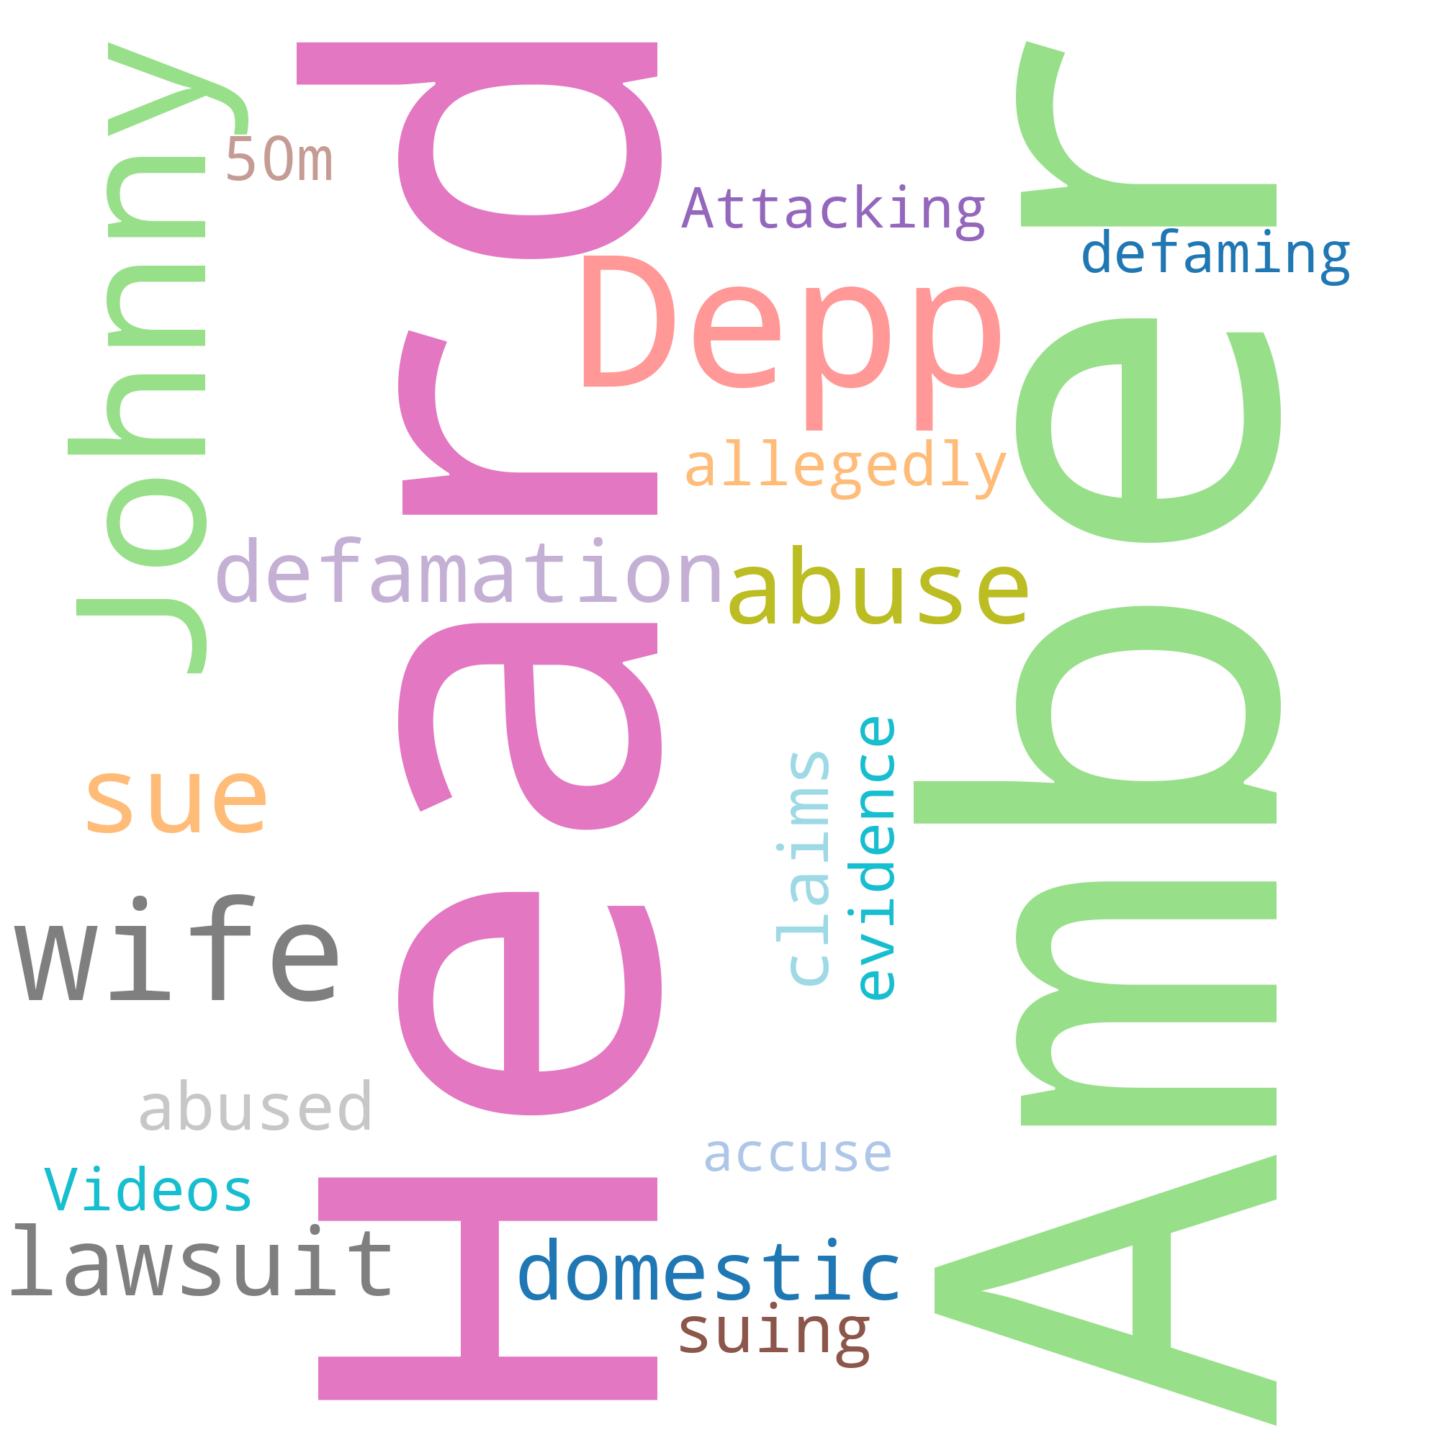 Johnny
50m
Heard
Attacking
Amber
defaming
Depp
allegedly
defamation
abuse
sue
claims
evidence
wife
abused
accuse
Videos
lawsuit
domestic
suing